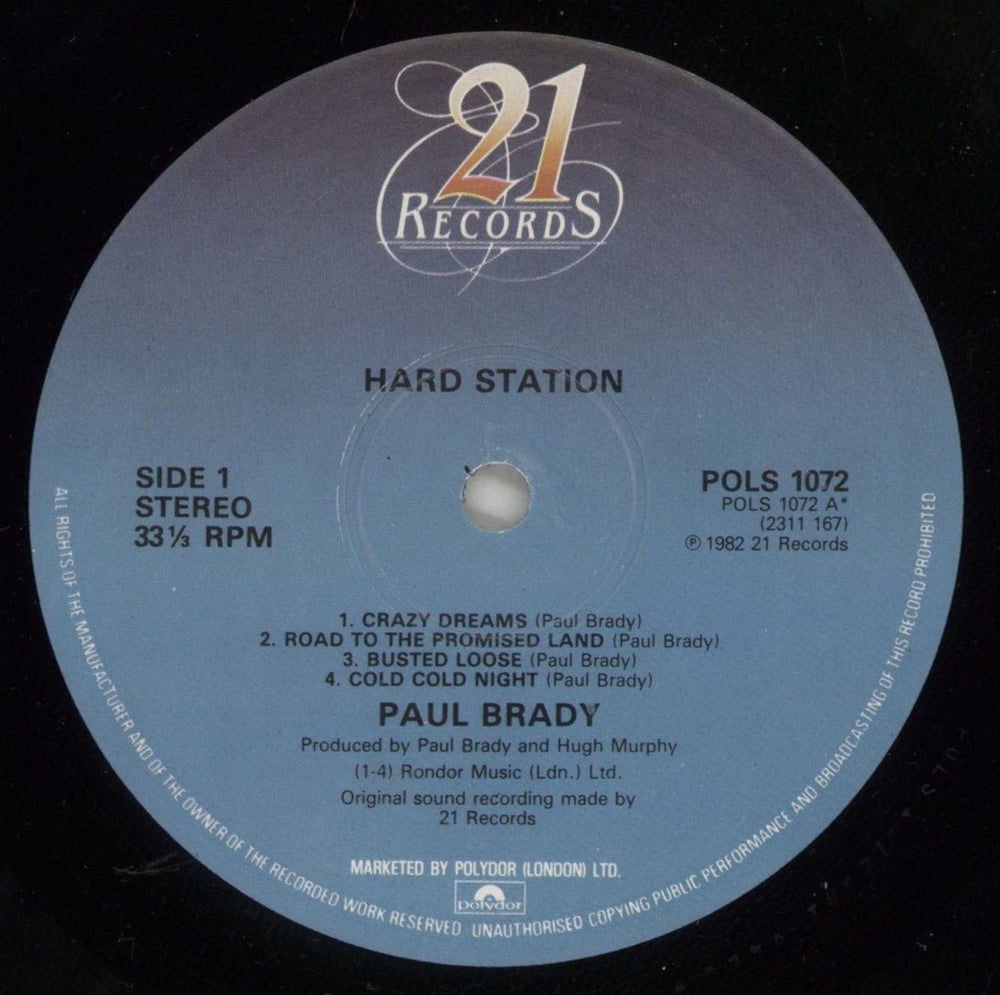 21
RECORDS
HARD STATION
SIDE 1
STEREO
33⅓ RPM
POLS 1072
POLS 1072 A*
(2311 167)
℗ 1982 21 Records
1. CRAZY DREAMS (Paul Brady)
2. ROAD TO THE PROMISED LAND (Paul Brady)
3. BUSTED LOOSE (Paul Brady)
4. COLD COLD NIGHT (Paul Brady)
PAUL BRADY
Produced by Paul Brady and Hugh Murphy
(1-4) Rondor Music (Ldn.) Ltd.
Original sound recording made by
21 Records
MARKETED BY POLYDOR (LONDON) LTD.
polydor
ALL RIGHTS OF THE MANUFACTURER AND OF THE OWNER OF THE RECORDED WORK RESERVED UNAUTHORISED COPYING PUBLIC PERFORMANCE AND BROADCASTING OF THIS RECORD PROHIBITED